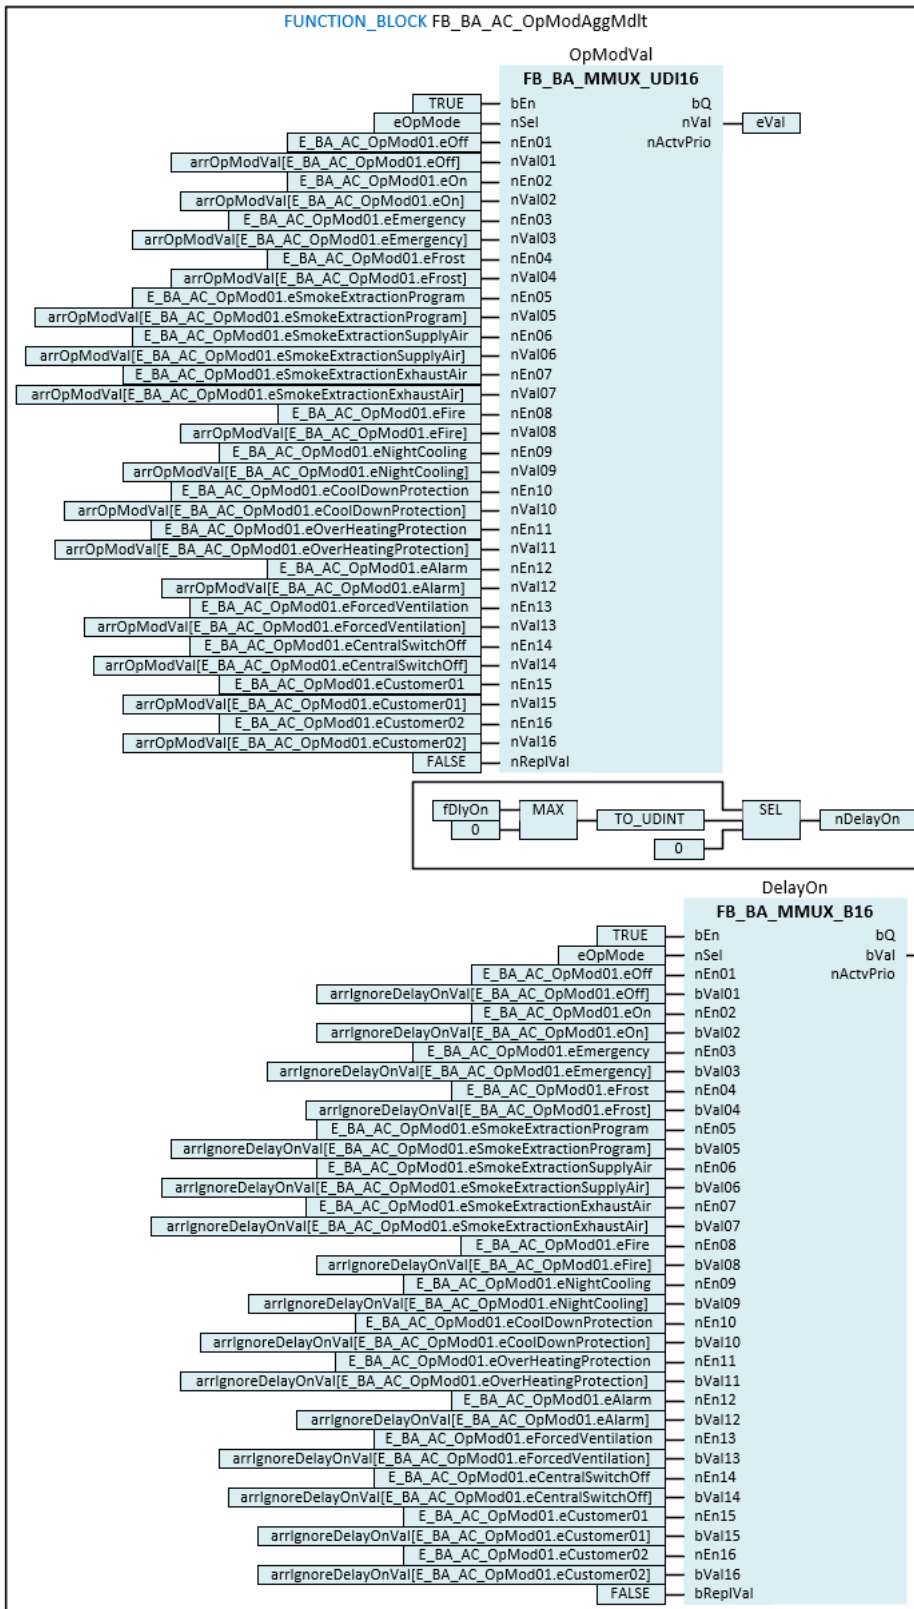 FUNCTION_BLOCK FB_BA_AC_OpModAggMdlt
OpModVal
FB_BA_MMUX_UDI16
TRUE bEn bQ
eOpMode nSel nVal eVal
E_BA_AC_OpMod01.eOff nEn01 nActvPrio
arrOpModVal[E_BA_AC_OpMod01.eOff] nVal01
E_BA_AC_OpMod01.eOn nEn02
arrOpModVal[E_BA_AC_OpMod01.eOn] nVal02
E_BA_AC_OpMod01.eEmergency nEn03
arrOpModVal[E_BA_AC_OpMod01.eEmergency] nVal03
E_BA_AC_OpMod01.eFrost nEn04
arrOpModVal[E_BA_AC_OpMod01.eFrost] nVal04
E_BA_AC_OpMod01.eSmokeExtractionProgram nEn05
arrOpModVal[E_BA_AC_OpMod01.eSmokeExtractionProgram] nVal05
E_BA_AC_OpMod01.eSmokeExtractionSupplyAir nEn06
arrOpModVal[E_BA_AC_OpMod01.eSmokeExtractionSupplyAir] nVal06
E_BA_AC_OpMod01.eSmokeExtractionExhaustAir nEn07
arrOpModVal[E_BA_AC_OpMod01.eSmokeExtractionExhaustAir] nVal07
E_BA_AC_OpMod01.eFire nEn08
arrOpModVal[E_BA_AC_OpMod01.eFire] nVal08
E_BA_AC_OpMod01.eNightCooling nEn09
arrOpModVal[E_BA_AC_OpMod01.eNightCooling] nVal09
E_BA_AC_OpMod01.eCoolDownProtection nEn10
arrOpModVal[E_BA_AC_OpMod01.eCoolDownProtection] nVal10
E_BA_AC_OpMod01.eOverHeatingProtection nEn11
arrOpModVal[E_BA_AC_OpMod01.eOverHeatingProtection] nVal11
E_BA_AC_OpMod01.eAlarm nEn12
arrOpModVal[E_BA_AC_OpMod01.eAlarm] nVal12
E_BA_AC_OpMod01.eForcedVentilation nEn13
arrOpModVal[E_BA_AC_OpMod01.eForcedVentilation] nVal13
E_BA_AC_OpMod01.eCentralSwitchOff nEn14
arrOpModVal[E_BA_AC_OpMod01.eCentralSwitchOff] nVal14
E_BA_AC_OpMod01.eCustomer01 nEn15
arrOpModVal[E_BA_AC_OpMod01.eCustomer01] nVal15
E_BA_AC_OpMod01.eCustomer02 nEn16
arrOpModVal[E_BA_AC_OpMod01.eCustomer02] nVal16
FALSE nReplVal
fDlyOn MAX TO_UDINT SEL nDelayOn
0
0
DelayOn
FB_BA_MMUX_B16
TRUE bEn bQ
eOpMode nSel bVal
E_BA_AC_OpMod01.eOff nEn01 nActvPrio
arrIgnoreDelayOnVal[E_BA_AC_OpMod01.eOff] bVal01
E_BA_AC_OpMod01.eOn nEn02
arrIgnoreDelayOnVal[E_BA_AC_OpMod01.eOn] bVal02
E_BA_AC_OpMod01.eEmergency nEn03
arrIgnoreDelayOnVal[E_BA_AC_OpMod01.eEmergency] bVal03
E_BA_AC_OpMod01.eFrost nEn04
arrIgnoreDelayOnVal[E_BA_AC_OpMod01.eFrost] bVal04
E_BA_AC_OpMod01.eSmokeExtractionProgram nEn05
arrIgnoreDelayOnVal[E_BA_AC_OpMod01.eSmokeExtractionProgram] bVal05
E_BA_AC_OpMod01.eSmokeExtractionSupplyAir nEn06
arrIgnoreDelayOnVal[E_BA_AC_OpMod01.eSmokeExtractionSupplyAir] bVal06
E_BA_AC_OpMod01.eSmokeExtractionExhaustAir nEn07
arrIgnoreDelayOnVal[E_BA_AC_OpMod01.eSmokeExtractionExhaustAir] bVal07
E_BA_AC_OpMod01.eFire nEn08
arrIgnoreDelayOnVal[E_BA_AC_OpMod01.eFire] bVal08
E_BA_AC_OpMod01.eNightCooling nEn09
arrIgnoreDelayOnVal[E_BA_AC_OpMod01.eNightCooling] bVal09
E_BA_AC_OpMod01.eCoolDownProtection nEn10
arrIgnoreDelayOnVal[E_BA_AC_OpMod01.eCoolDownProtection] bVal10
E_BA_AC_OpMod01.eOverHeatingProtection nEn11
arrIgnoreDelayOnVal[E_BA_AC_OpMod01.eOverHeatingProtection] bVal11
E_BA_AC_OpMod01.eAlarm nEn12
arrIgnoreDelayOnVal[E_BA_AC_OpMod01.eAlarm] bVal12
E_BA_AC_OpMod01.eForcedVentilation nEn13
arrIgnoreDelayOnVal[E_BA_AC_OpMod01.eForcedVentilation] bVal13
E_BA_AC_OpMod01.eCentralSwitchOff nEn14
arrIgnoreDelayOnVal[E_BA_AC_OpMod01.eCentralSwitchOff] bVal14
E_BA_AC_OpMod01.eCustomer01 nEn15
arrIgnoreDelayOnVal[E_BA_AC_OpMod01.eCustomer01] bVal15
E_BA_AC_OpMod01.eCustomer02 nEn16
arrIgnoreDelayOnVal[E_BA_AC_OpMod01.eCustomer02] bVal16
FALSE bReplVal